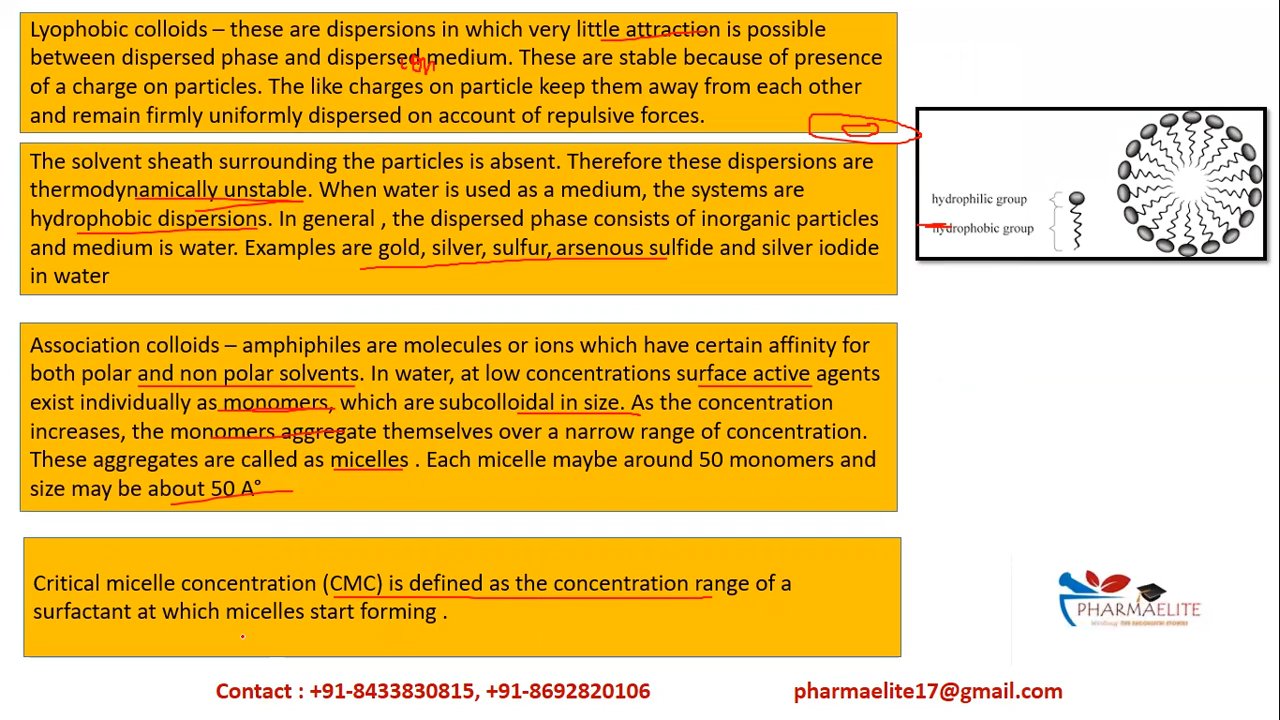 Lyophobic colloids – these are dispersions in which very little attraction is possible
between dispersed phase and dispersed medium. These are stable because of presence
of a charge on particles. The like charges on particle keep them away from each other
and remain firmly uniformly dispersed on account of repulsive forces.
The solvent sheath surrounding the particles is absent. Therefore these dispersions are
thermodynamically unstable. When water is used as a medium, the systems are
hydrophobic dispersions. In general , the dispersed phase consists of inorganic particles
and medium is water. Examples are gold, silver, sulfur, arsenous sulfide and silver iodide
in water
hydrophilic group
hydrophobic group
Association colloids – amphiphiles are molecules or ions which have certain affinity for
both polar and non polar solvents. In water, at low concentrations surface active agents
exist individually as monomers, which are subcolloidal in size. As the concentration
increases, the monomers aggregate themselves over a narrow range of concentration.
These aggregates are called as micelles . Each micelle maybe around 50 monomers and
size may be about 50 A°
Critical micelle concentration (CMC) is defined as the concentration range of a
surfactant at which micelles start forming .
PHARMAELITE
Contact : +91-8433830815, +91-8692820106
pharmaelite17@gmail.com